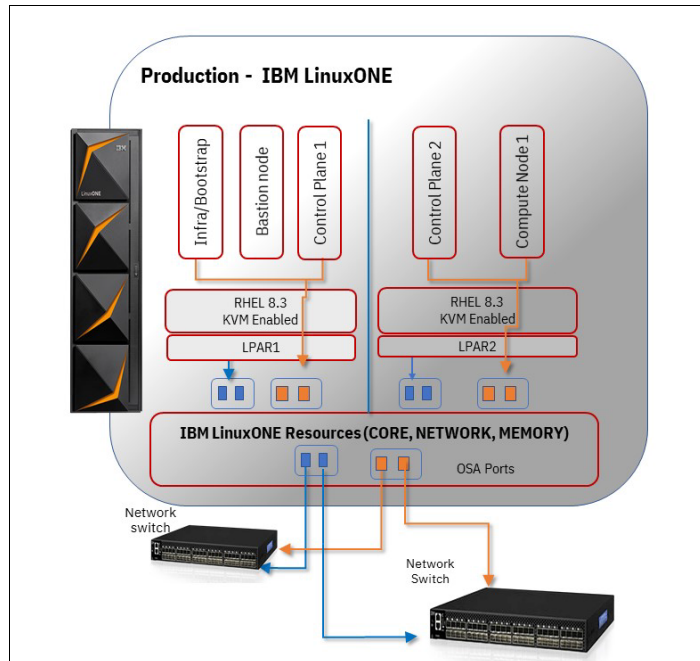 Production - IBM LinuxONE
Infra/Bootstrap
Bastion node
Control Plane 1
Control Plane 2
Compute Node 1
IBM
LinuxONE
RHEL 8.3
KVM Enabled
RHEL 8.3
KVM Enabled
LPAR1
LPAR2
IBM LinuxONE Resources(CORE, NETWORK, MEMORY)
OSA Ports
Network
switch
Network
Switch